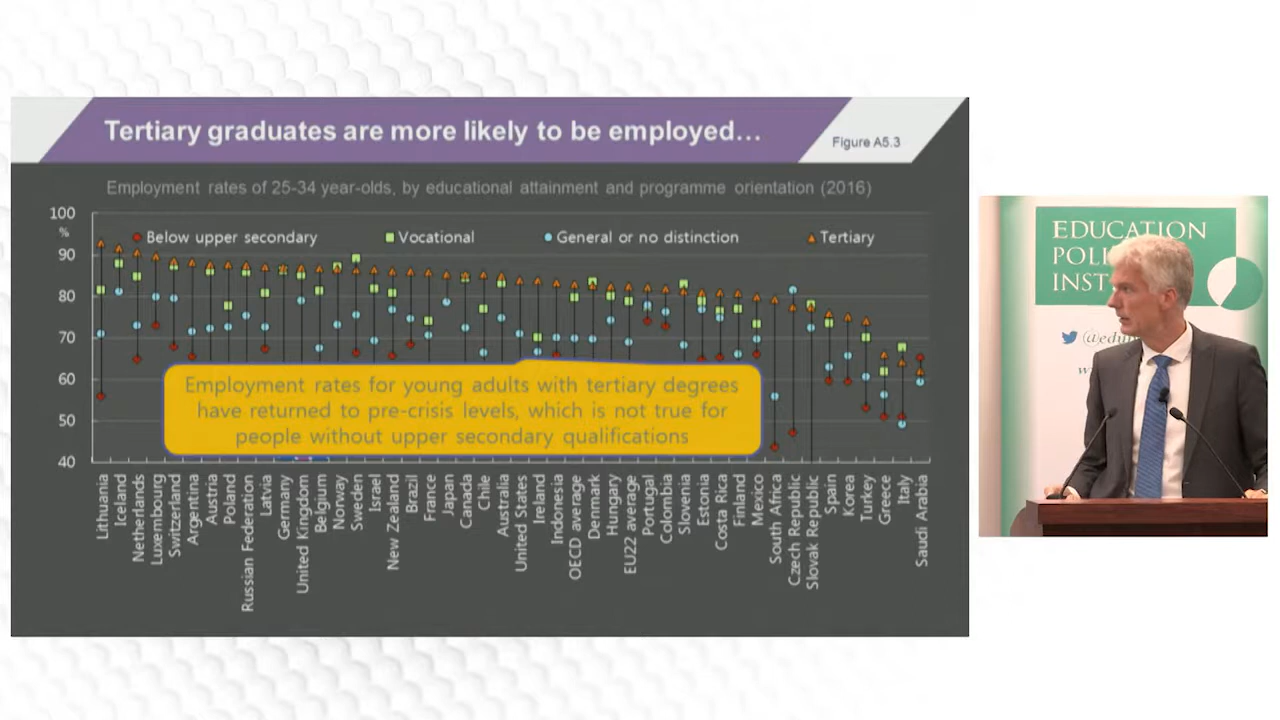 Tertiary graduates are more likely to be employed…
Figure A5.3
Employment rates of 25-34 year-olds, by educational attainment and programme orientation (2016)
100
%
90
80
70
60
50
40
Below upper secondary
Vocational
General or no distinction
Tertiary
Employment rates for young adults with tertiary degrees
have returned to pre-crisis levels, which is not true for
people without upper secondary qualifications
Lithuania
Iceland
Netherlands
Luxembourg
Switzerland
Argentina
Austria
Poland
Russian Federation
Latvia
Germany
United Kingdom
Belgium
Norway
Sweden
Israel
New Zealand
Brazil
France
Japan
Canada
Chile
Australia
United States
Ireland
Indonesia
OECD average
Denmark
Hungary
EU22 average
Portugal
Colombia
Slovenia
Estonia
Costa Rica
Finland
Mexico
South Africa
Czech Republic
Slovak Republic
Spain
Korea
Turkey
Greece
Italy
Saudi Arabia
EDUCATION